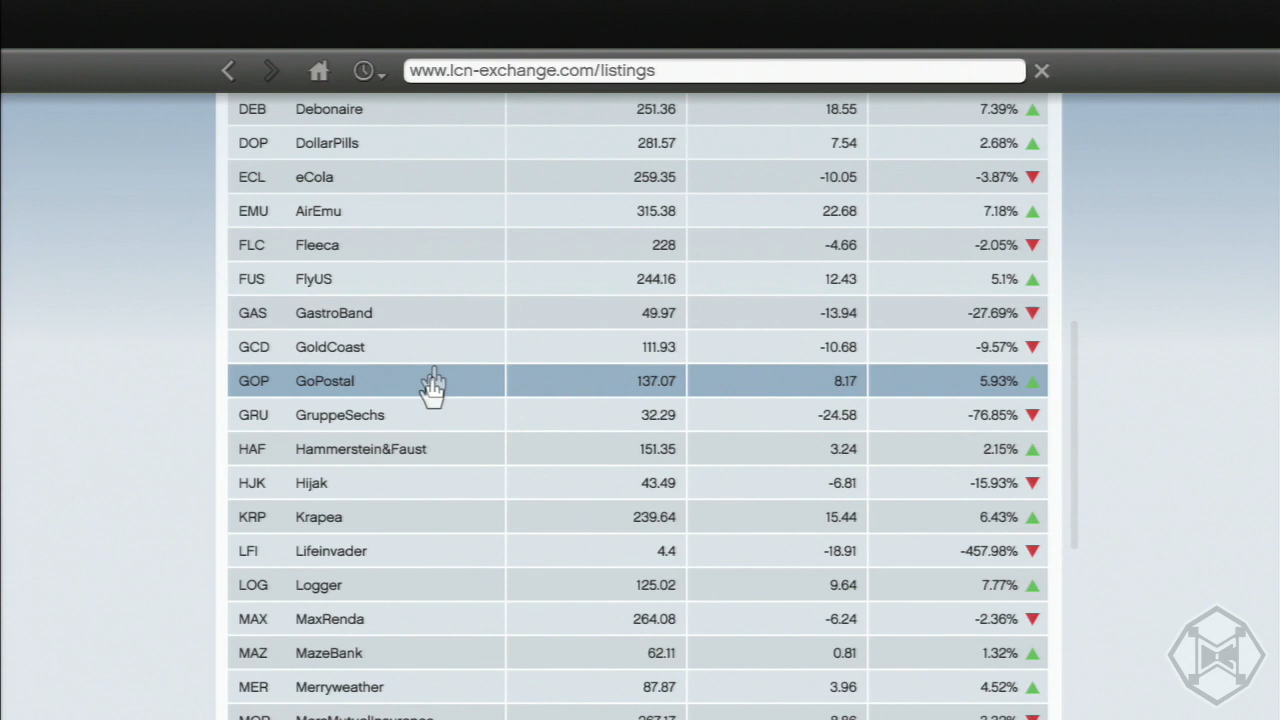 www.lcn-exchange.com/listings
DEB Debonaire 251.36 18.55 7.39%
DOP DollarPills 281.57 7.54 2.68%
ECL eCola 259.35 -10.05 -3.87%
EMU AirEmu 315.38 22.68 7.18%
FLC Fleeca 228 -4.66 -2.05%
FUS FlyUS 244.16 12.43 5.1%
GAS GastroBand 49.97 -13.94 -27.69%
GCD GoldCoast 111.93 -10.68 -9.57%
GOP GoPostal 137.07 8.17 5.93%
GRU GruppeSechs 32.29 -24.58 -76.85%
HAF Hammerstein&Faust 151.35 3.24 2.15%
HJK Hijak 43.49 -6.81 -15.93%
KRP Krapea 239.64 15.44 6.43%
LFI Lifeinvader 4.4 -18.91 -457.98%
LOG Logger 125.02 9.64 7.77%
MAX MaxRenda 264.08 -6.24 -2.36%
MAZ MazeBank 62.11 0.81 1.32%
MER Merryweather 87.87 3.96 4.52%